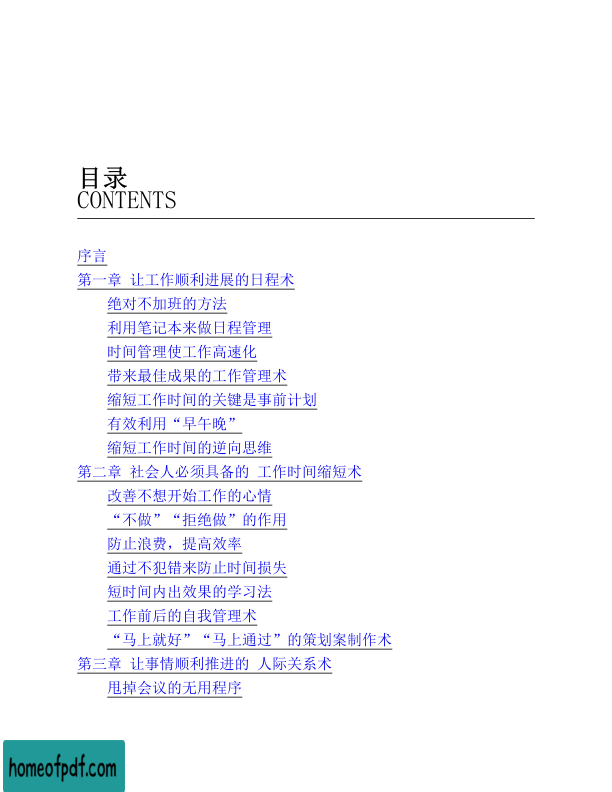 目录
CONTENTS
序言
第一章 让工作顺利进展的日程术
绝对不加班的方法
利用笔记本来做日程管理
时间管理使工作高速化
带来最佳成果的工作管理术
缩短工作时间的关键是事前计划
有效利用“早午晚”
缩短工作时间的逆向思维
第二章 社会人必须具备的 工作时间缩短术
改善不想开始工作的心情
“不做”“拒绝做”的作用
防止浪费，提高效率
通过不犯错来防止时间损失
短时间内出效果的学习法
工作前后的自我管理术
“马上就好”“马上通过”的策划案制作术
第三章 让事情顺利推进的 人际关系术
甩掉会议的无用程序
homeofpdf.com